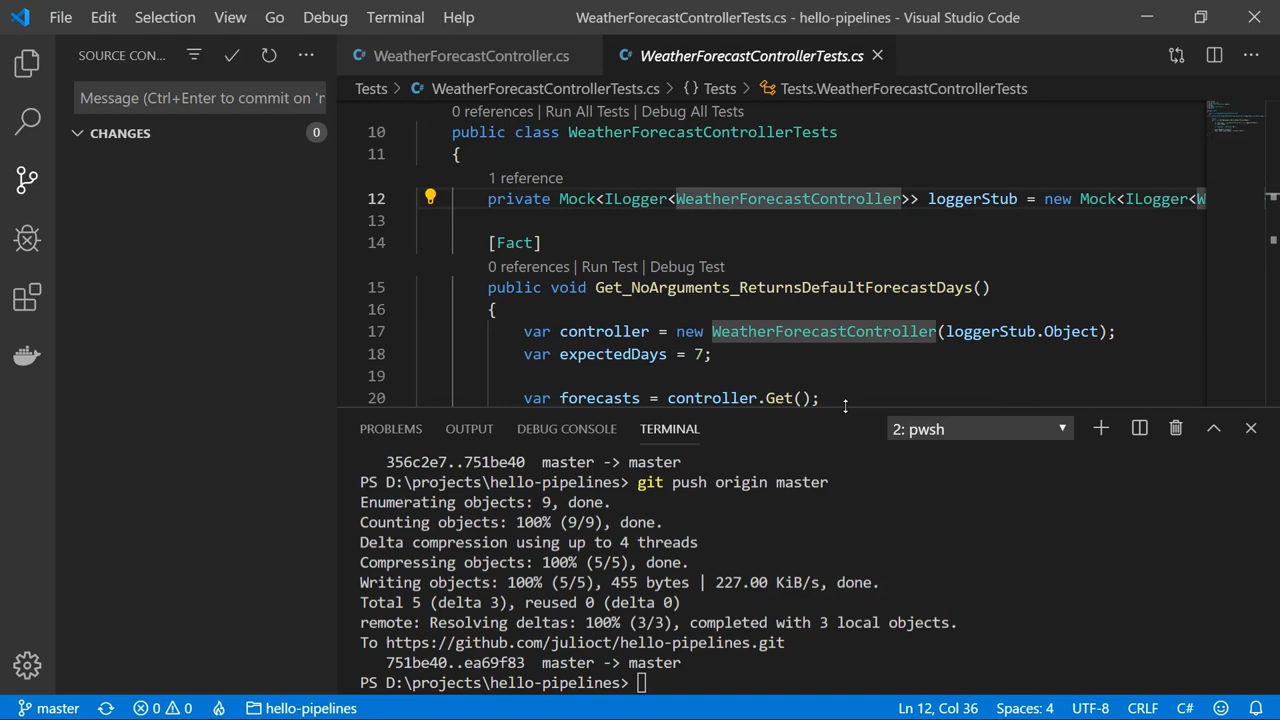 File Edit Selection View Go Debug Terminal Help WeatherForecastControllerTests.cs - hello-pipelines - Visual Studio Code
SOURCE CON...
Message (Ctrl+Enter to commit on 'n
CHANGES 0
WeatherForecastController.cs WeatherForecastControllerTests.cs
Tests > WeatherForecastControllerTests.cs > {} Tests > Tests.WeatherForecastControllerTests
0 references | Run All Tests | Debug All Tests
10 public class WeatherForecastControllerTests
11 {
1 reference
12 private Mock<ILogger<WeatherForecastController>> loggerStub = new Mock<ILogger<W
13
14 [Fact]
0 references | Run Test | Debug Test
15 public void Get_NoArguments_ReturnsDefaultForecastDays()
16 {
17 var controller = new WeatherForecastController(loggerStub.Object);
18 var expectedDays = 7;
19
20 var forecasts = controller.Get();
PROBLEMS OUTPUT DEBUG CONSOLE TERMINAL 2: pwsh
356c2e7..751be40 master -> master
PS D:\projects\hello-pipelines> git push origin master
Enumerating objects: 9, done.
Counting objects: 100% (9/9), done.
Delta compression using up to 4 threads
Compressing objects: 100% (5/5), done.
Writing objects: 100% (5/5), 455 bytes | 227.00 KiB/s, done.
Total 5 (delta 3), reused 0 (delta 0)
remote: Resolving deltas: 100% (3/3), completed with 3 local objects.
To https://github.com/julioct/hello-pipelines.git
751be40..ea69f83 master -> master
PS D:\projects\hello-pipelines>
master 0 0 hello-pipelines Ln 12, Col 36 Spaces: 4 UTF-8 CRLF C#